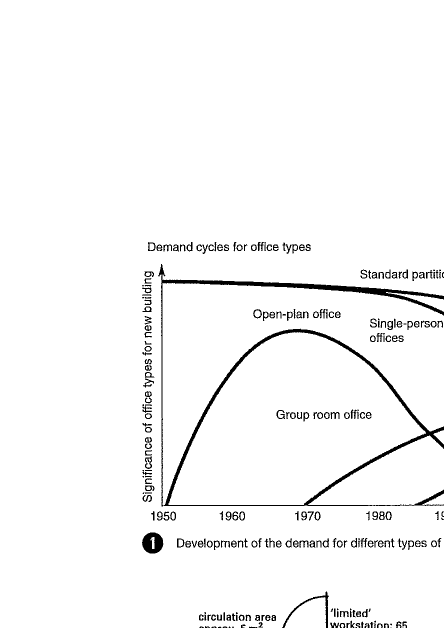 Demand cycles for office types
Standard
Significance of office types for new building
Open-plan office
Single-person
offices
Group room office
1950 1960 1970 1980
1 Development of the demand for different types of
circulation area
'limited'
workstation: 65